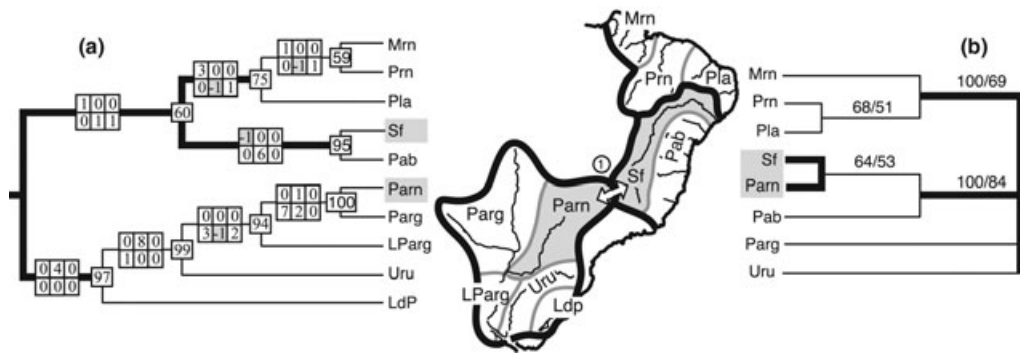 (a)
1 0 0
0 -1 1
59
Mrn
Prn
3 0 0
0 -1 1
75
Pla
1 0 0
0 1 1
60
-1 0 0
0 6 0
95
Sf
Pab
0 1 0
7 2 0
100
Parn
Parg
0 0 0
3 -1 2
94
LParg
0 8 0
1 0 0
99
Uru
0 4 0
0 0 0
97
LdP
Mrn
Prn
Pla
Pab
Sf
1
Parn
Parg
LParg
Uru
Ldp
(b)
Mrn
100/69
Prn
68/51
Pla
Sf
64/53
Parn
100/84
Pab
Parg
Uru